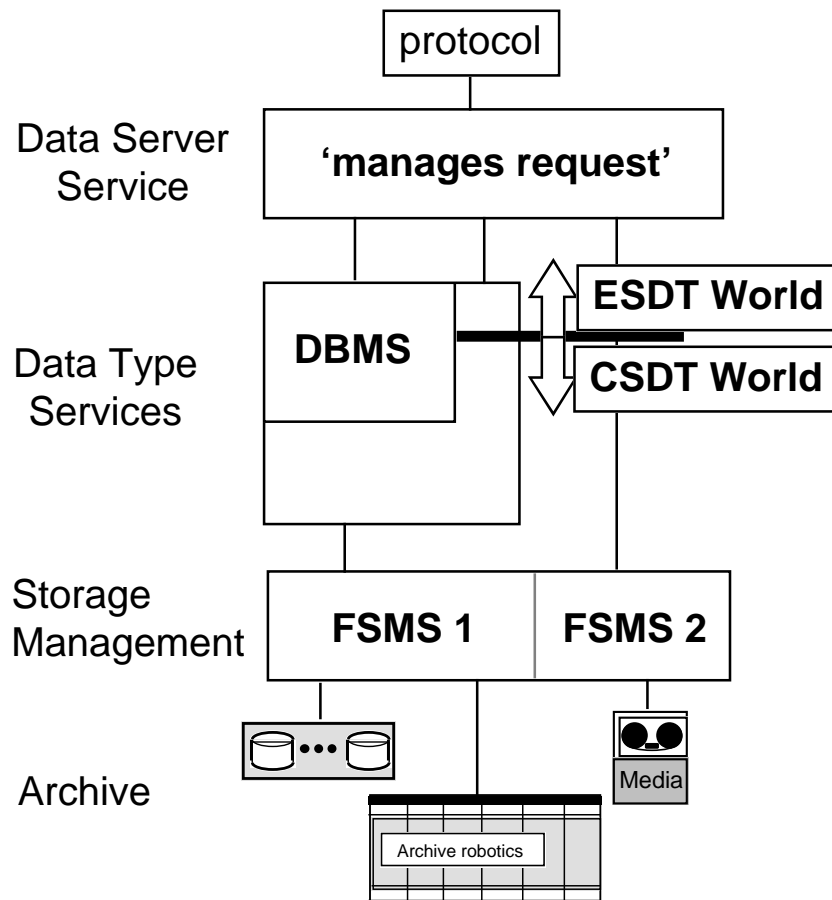 protocol
Data Server
Service
‘manages request’
ESDT World
DBMS
Data Type
Services
CSDT World
Storage
Management
FSMS 1
FSMS 2
Archive
Media
Archive robotics